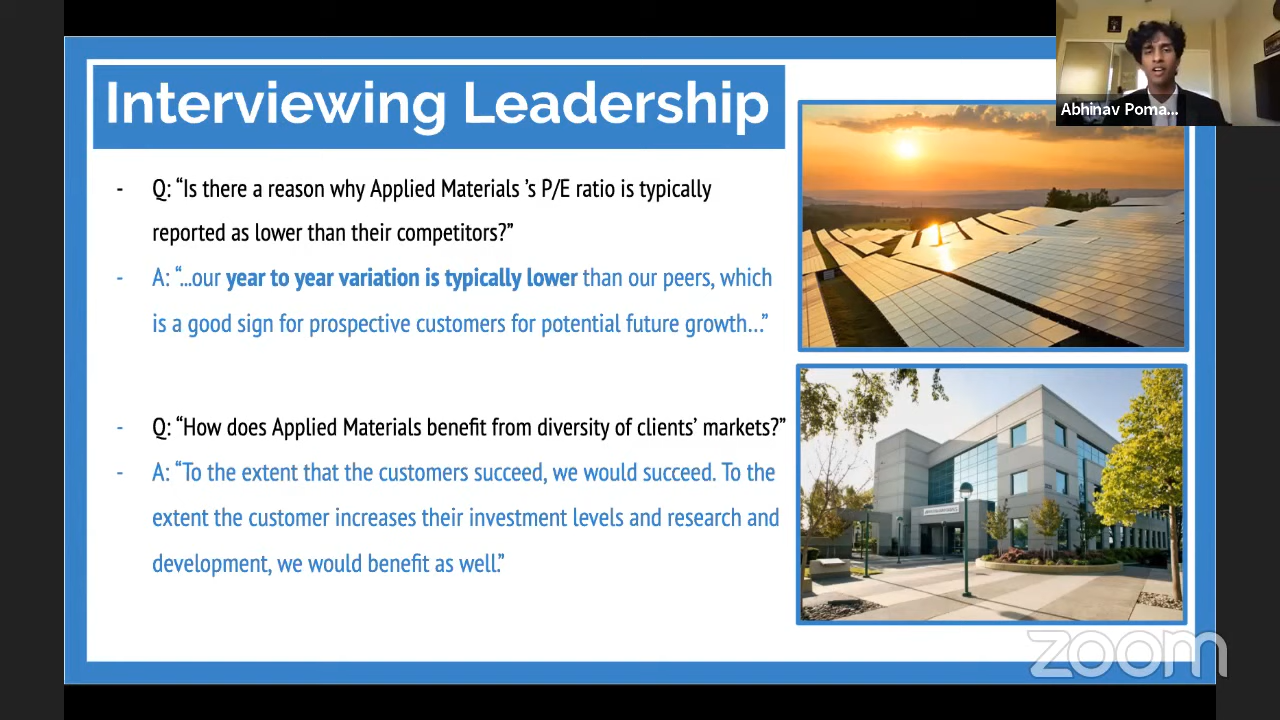 Interviewing Leadership
Abhinav Poma...
- Q: “Is there a reason why Applied Materials ’s P/E ratio is typically
reported as lower than their competitors?”
- A: “...our year to year variation is typically lower than our peers, which
is a good sign for prospective customers for potential future growth...”
- Q: “How does Applied Materials benefit from diversity of clients’ markets?”
- A: “To the extent that the customers succeed, we would succeed. To the
extent the customer increases their investment levels and research and
development, we would benefit as well.”
zoom